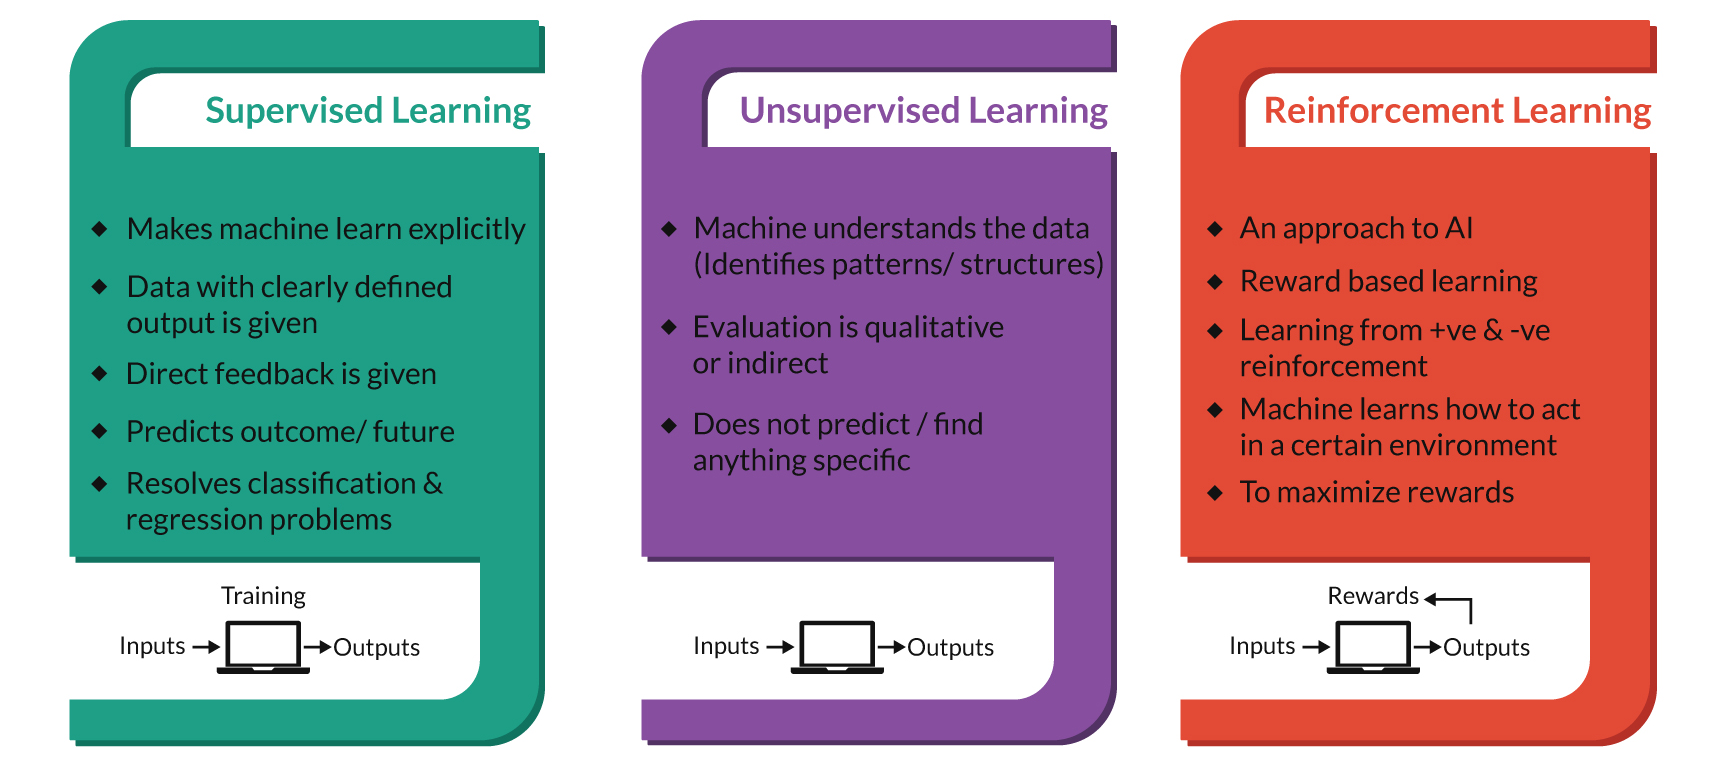 Supervised Learning
Makes machine learn explicitly
Data with clearly defined
output is given
Direct feedback is given
Predicts outcome/ future
Resolves classification &
regression problems
Training
Inputs
Outputs
Unsupervised Learning
Machine understands the data
(Identifies patterns/ structures)
Evaluation is qualitative
or indirect
Does not predict / find
anything specific
Inputs
Outputs
Reinforcement Learning
An approach to AI
Reward based learning
Learning from +ve & -ve
reinforcement
Machine learns how to act
in a certain environment
To maximize rewards
Rewards
Inputs
Outputs